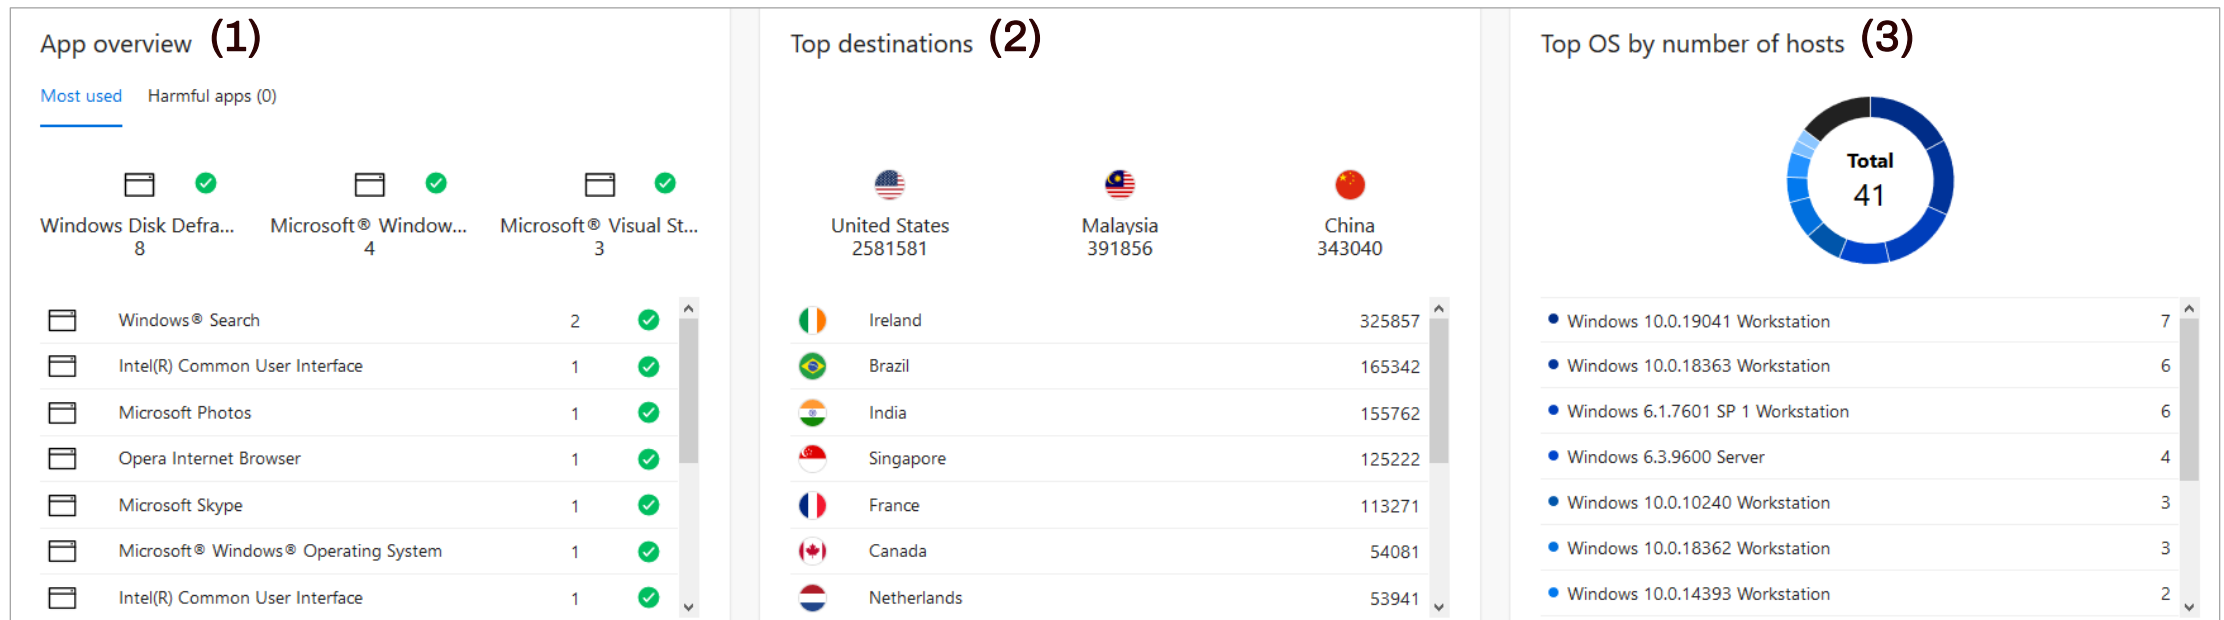 App overview (1)
Most used Harmful apps (0)
Windows Disk Defra... Microsoft® Window... Microsoft® Visual St...
8 4 3
Windows® Search 2
Intel(R) Common User Interface 1
Microsoft Photos 1
Opera Internet Browser 1
Microsoft Skype 1
Microsoft® Windows® Operating System 1
Intel(R) Common User Interface 1
Top destinations (2)
United States Malaysia China
2581581 391856 343040
Ireland 325857
Brazil 165342
India 155762
Singapore 125222
France 113271
Canada 54081
Netherlands 53941
Top OS by number of hosts (3)
Total
41
Windows 10.0.19041 Workstation 7
Windows 10.0.18363 Workstation 6
Windows 6.1.7601 SP 1 Workstation 6
Windows 6.3.9600 Server 4
Windows 10.0.10240 Workstation 3
Windows 10.0.18362 Workstation 3
Windows 10.0.14393 Workstation 2